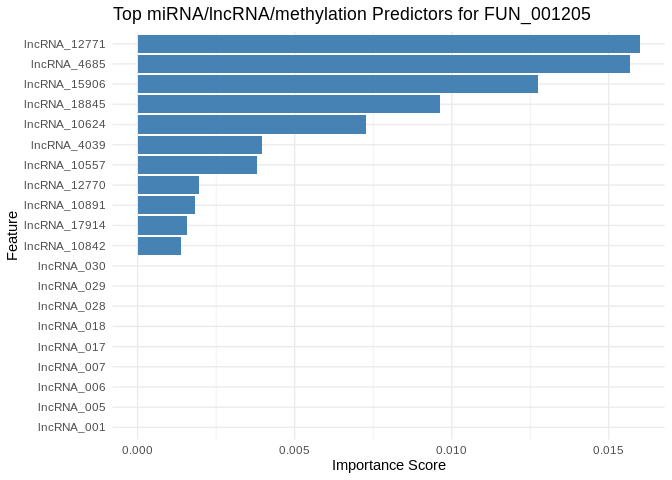 Top miRNA/lncRNA/methylation Predictors for FUN_001205
lncRNA_12771
lncRNA_4685
lncRNA_15906
lncRNA_18845
lncRNA_10624
lncRNA_4039
lncRNA_10557
lncRNA_12770
lncRNA_10891
lncRNA_17914
lncRNA_10842
lncRNA_030
lncRNA_029
lncRNA_028
lncRNA_018
lncRNA_017
lncRNA_007
lncRNA_006
lncRNA_005
lncRNA_001
Feature
0.000 0.005 0.010 0.015
Importance Score